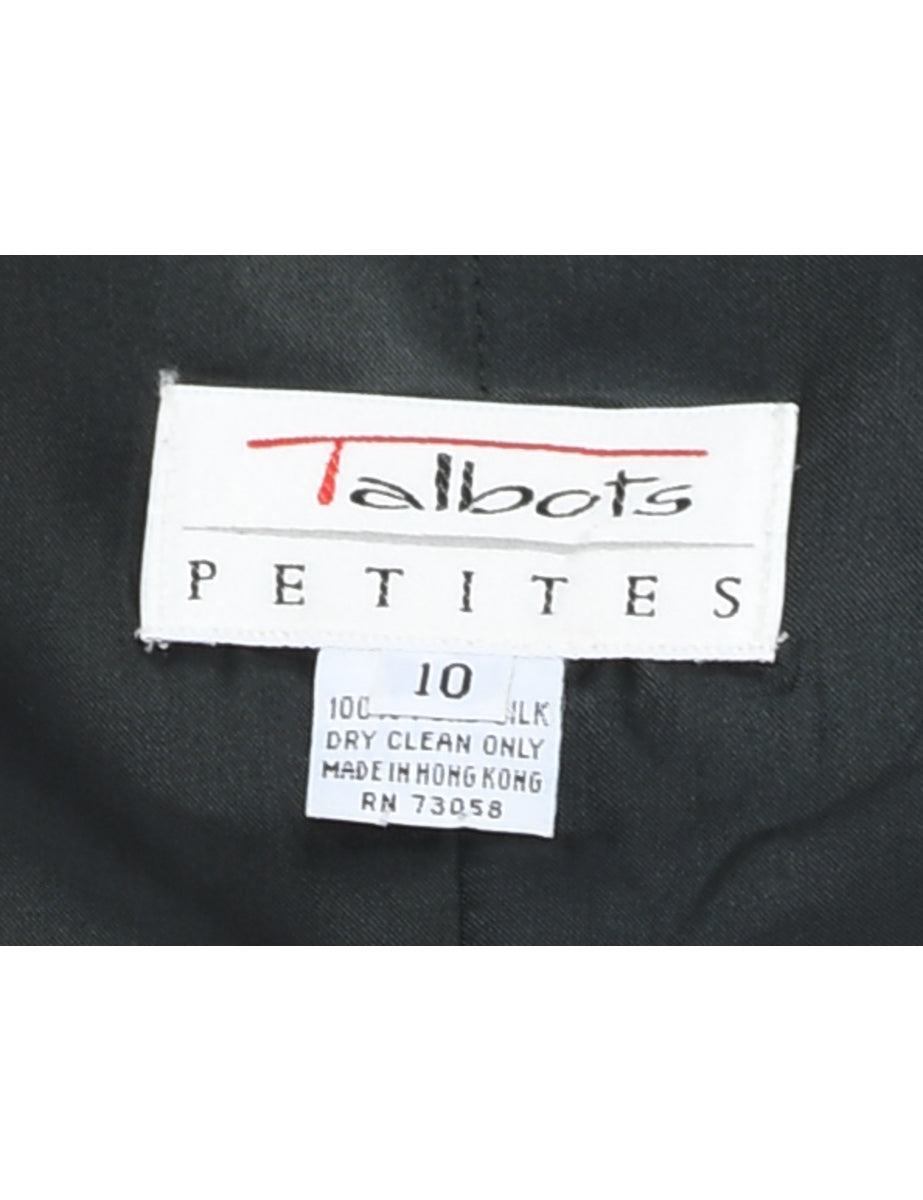 Talbots
PETITES
10
DRY CLEAN ONLY
MADE IN HONG KONG
RN 73058